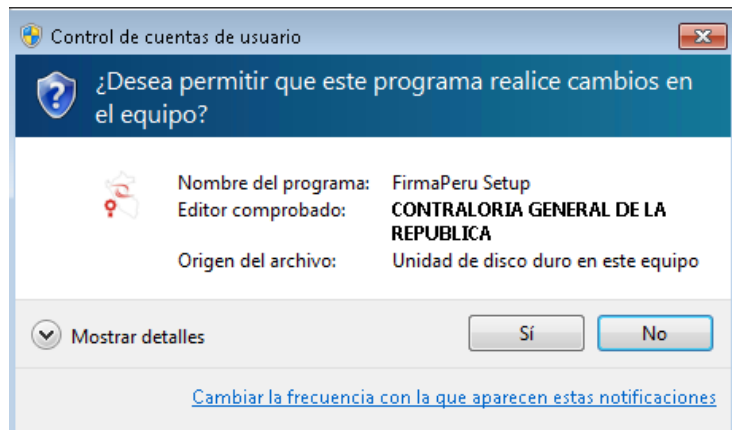 Control de cuentas de usuario
¿Desea permitir que este programa realice cambios en
el equipo?
Nombre del programa: FirmaPeru Setup
Editor comprobado: CONTRALORIA GENERAL DE LA
REPUBLICA
Origen del archivo: Unidad de disco duro en este equipo
Mostrar detalles Sí No
Cambiar la frecuencia con la que aparecen estas notificaciones